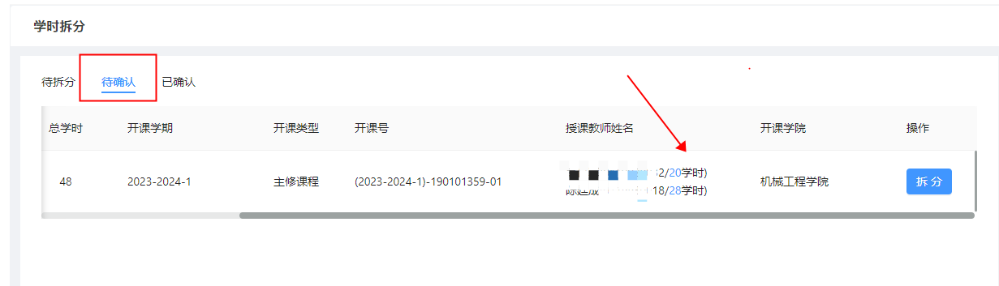 学时拆分
待拆分 待确认 已确认
总学时 开课学期 开课类型 开课号 授课教师姓名 开课学院 操作
48 2023-2024-1 主修课程 (2023-2024-1)-190101359-01 2/20学时) 机械工程学院 拆 分
18/28学时)